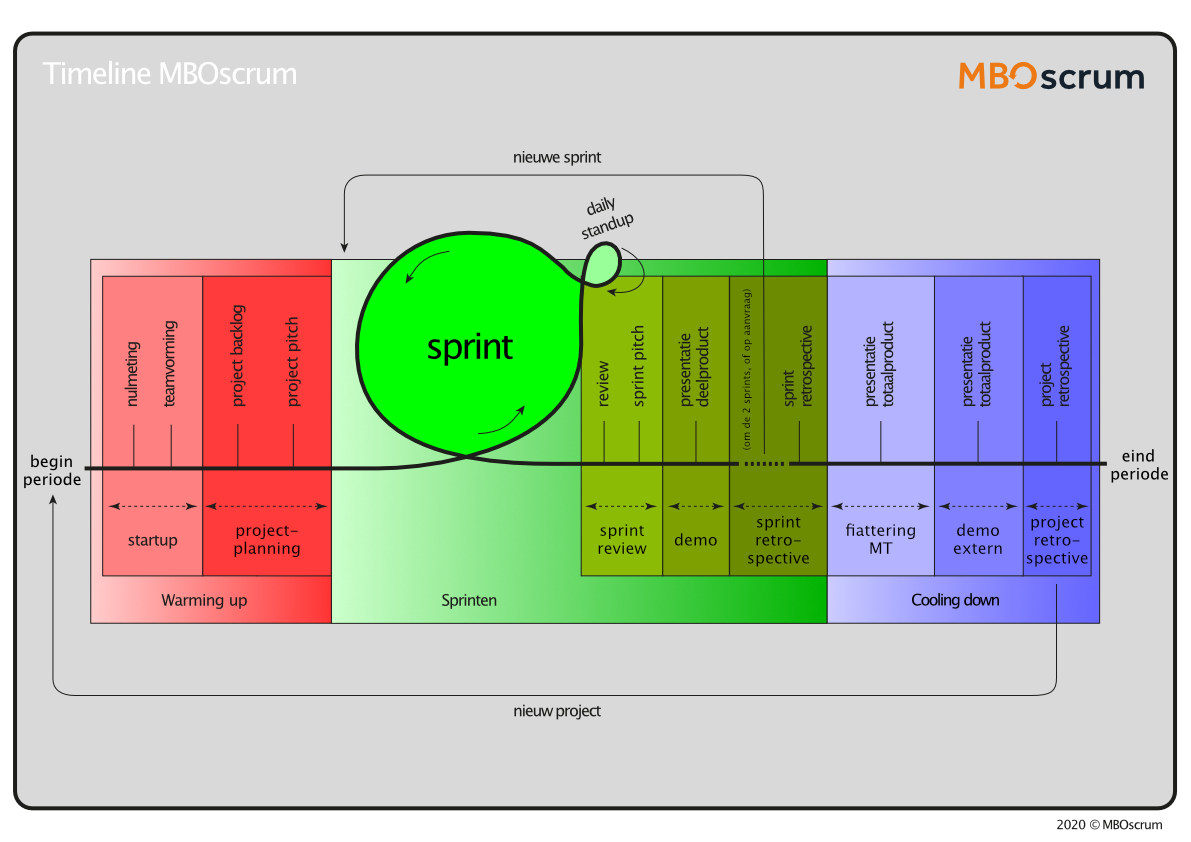 Timeline MBOscrum
MBOscrum
nieuwe sprint
daily
standup
nulmeting
teamvorming
project backlog
project pitch
sprint
review
sprint pitch
presentatie
deelproduct
(om de 2 sprints, of op aanvraag)
sprint
retrospective
presentatie
totaalproduct
presentatie
totaalproduct
project
retrospective
begin
periode
eind
periode
startup
project–
planning
sprint
review
demo
sprint
retro–
spective
fiattering
MT
demo
extern
project
retro–
spective
Warming up
Sprinten
Cooling down
nieuw project
2020 © MBOscrum